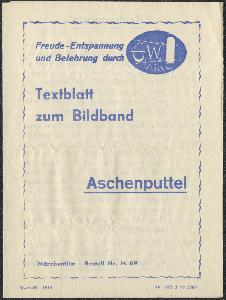 Freude-Entspannung
und Belehrung durch
Textblatt
zum Bildband
Aschenputtel
Märchenfilm - Bestell Nr. M 69